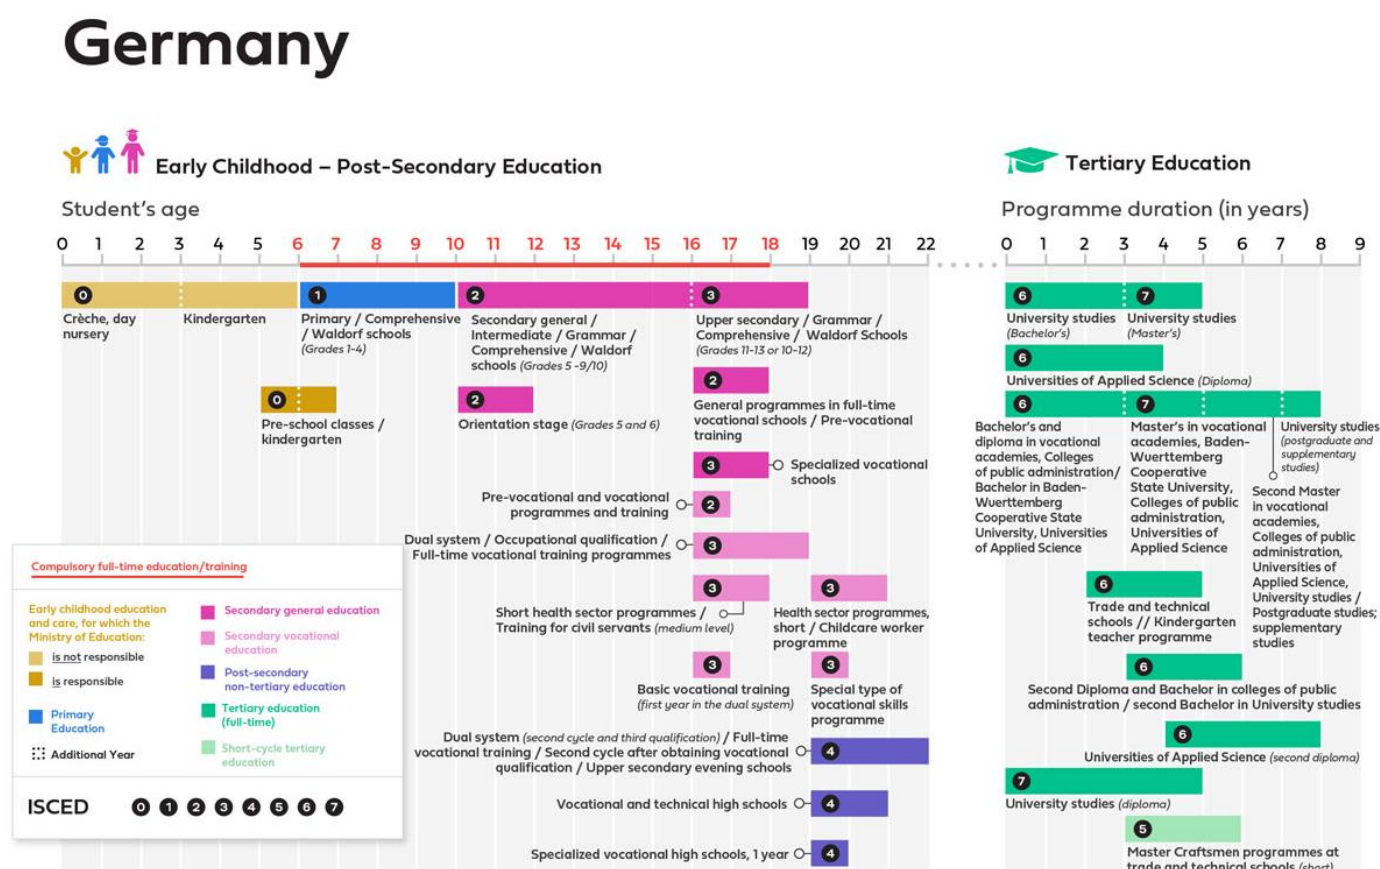 Germany
Early Childhood – Post-Secondary Education
Student's age
0 1 2 3 4 5 6 7 8 9 10 11 12 13 14 15 16 17 18 19 20 21 22
0
1
2
3
Crèche, day
nursery
Kindergarten
Primary / Comprehensive
/ Waldorf schools
(Grades 1-4)
Secondary general /
Intermediate / Grammar /
Comprehensive / Waldorf
schools (Grades 5 -9/10)
Upper secondary / Grammar /
Comprehensive / Waldorf Schools
(Grades 11-13 or 10-12)
0
Pre-school classes /
kindergarten
2
Orientation stage (Grades 5 and 6)
2
General programmes in full-time
vocational schools / Pre-vocational
training
3
Specialized vocational
schools
Pre-vocational and vocational
programmes and training
2
Dual system / Occupational qualification /
Full-time vocational training programmes
3
3
Short health sector programmes /
Training for civil servants (medium level)
3
Health sector programmes,
short / Childcare worker
programme
3
Basic vocational training
(first year in the dual system)
3
Special type of
vocational skills
programme
Dual system (second cycle and third qualification) / Full-time
vocational training / Second cycle after obtaining vocational
qualification / Upper secondary evening schools
4
Vocational and technical high schools
4
Specialized vocational high schools, 1 year
4
Compulsory full-time education/training
Early childhood education
and care, for which the
Ministry of Education:
is not responsible
is responsible
Primary
Education
Additional Year
Secondary general education
Secondary vocational
education
Post-secondary
non-tertiary education
Tertiary education
(full-time)
Short-cycle tertiary
education
ISCED 0 1 2 3 4 5 6 7
Tertiary Education
Programme duration (in years)
0 1 2 3 4 5 6 7 8 9
6
7
University studies
(Bachelor's)
University studies
(Master's)
6
Universities of Applied Science (Diploma)
6
7
Bachelor's and
diploma in vocational
academies, Colleges
of public administration/
Bachelor in Baden-
Wuerttemberg
Cooperative State
University, Universities
of Applied Science
Master's in vocational
academies, Baden-
Wuerttemberg
Cooperative
State University,
Colleges of public
administration,
Universities of
Applied Science
University studies
(postgraduate and
supplementary
studies)
Second Master
in vocational
academies,
Colleges of public
administration,
Universities of
Applied Science,
University studies /
Postgraduate studies;
supplementary
studies
6
Trade and technical
schools // Kindergarten
teacher programme
6
Second Diploma and Bachelor in colleges of public
administration / second Bachelor in University studies
6
Universities of Applied Science (second diploma)
7
University studies (diploma)
5
Master Craftsmen programmes at
trade and technical schools (short)